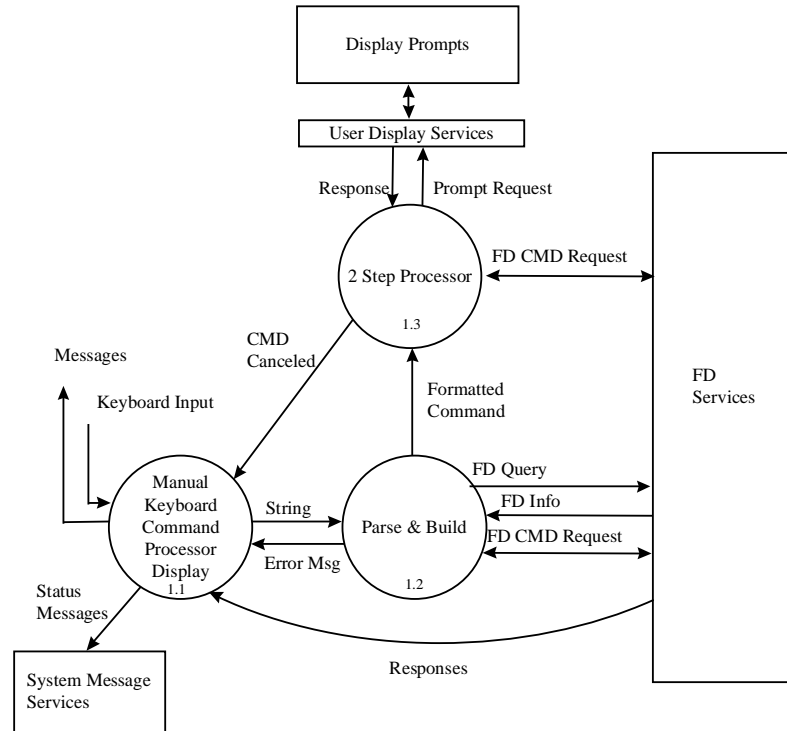 Display Prompts
User Display Services
Response
Prompt Request
2 Step Processor
1.3
FD CMD Request
CMD
Canceled
Messages
Keyboard Input
Formatted
Command
FD
Services
Manual
Keyboard
Command
Processor
Display
1.1
String
Error Msg
Parse & Build
1.2
FD Query
FD Info
FD CMD Request
Status
Messages
Responses
System Message
Services